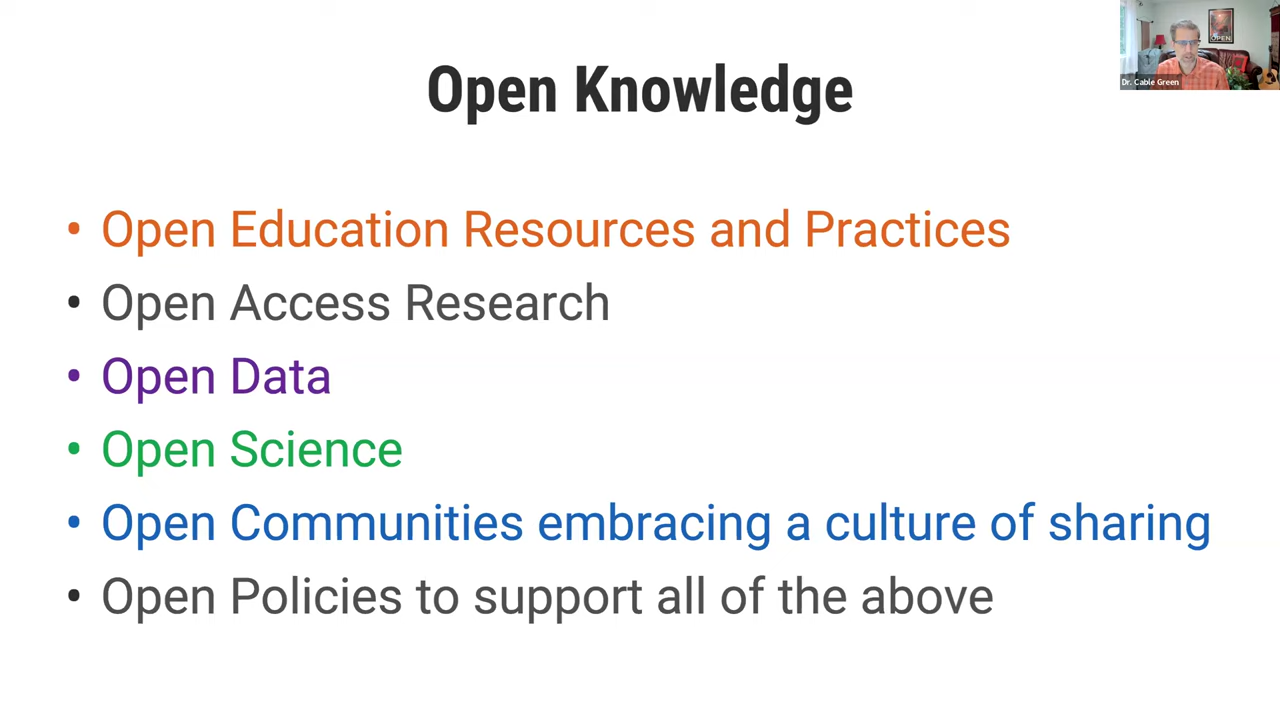 Open Knowledge
OPEN
Dr. Cable Green
• Open Education Resources and Practices
• Open Access Research
• Open Data
• Open Science
• Open Communities embracing a culture of sharing
• Open Policies to support all of the above